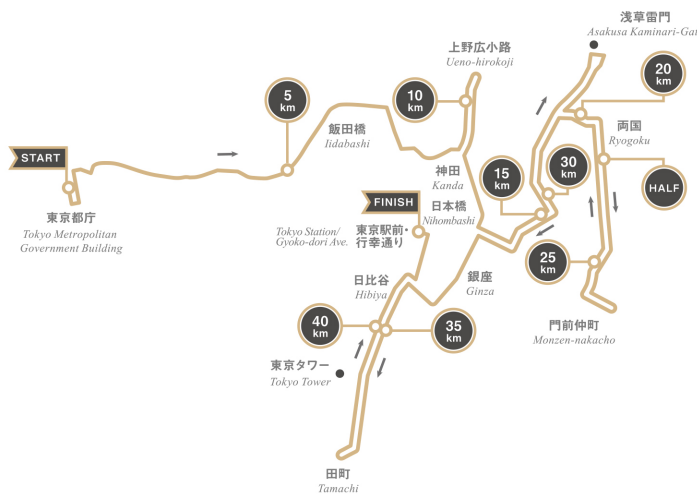 浅草雷門
Asakusa Kaminari-Gat
上野広小路
Ueno-hirokoji
20
km
5
km
10
km
両国
Ryogoku
飯田橋
Iidabashi
START
神田
Kanda
15
km
30
km
HALF
FINISH
日本橋
Nihombashi
東京都庁
Tokyo Metropolitan
Government Building
Tokyo Station/
Gyōko-dori Ave.
東京駅前・
行幸通り
25
km
日比谷
Hibiya
銀座
Ginza
40
km
35
km
門前仲町
Monzen-nakacho
東京タワー
Tokyo Tower
田町
Tamachi